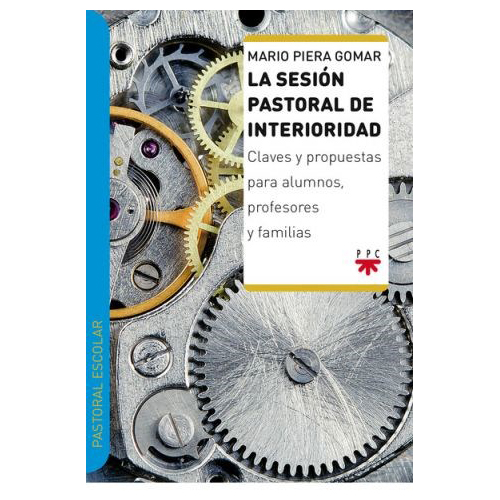 MARIO PIERA GOMAR
LA SESIÓN
PASTORAL DE
INTERIORIDAD
Claves y propuestas
para alumnos,
profesores
y familias
PPC
PASTORAL ESCOLAR